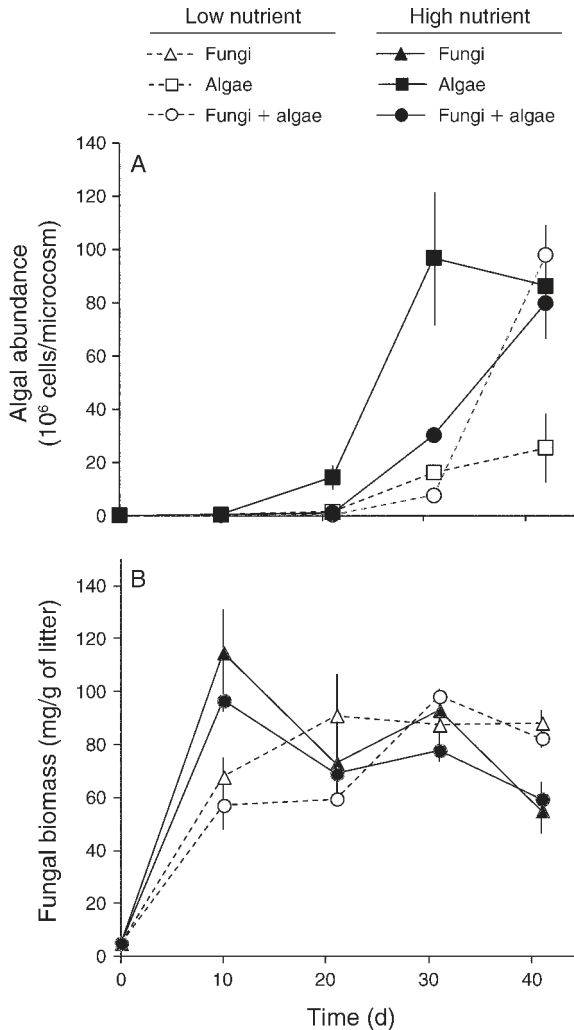 Low nutrient High nutrient
Fungi Fungi
Algae Algae
Fungi + algae Fungi + algae
A
140
120
100
80
60
40
20
0
Algal abundance
(10⁶ cells/microcosm)
B
140
120
100
80
60
40
20
0
Fungal biomass (mg/g of litter)
0 10 20 30 40
Time (d)